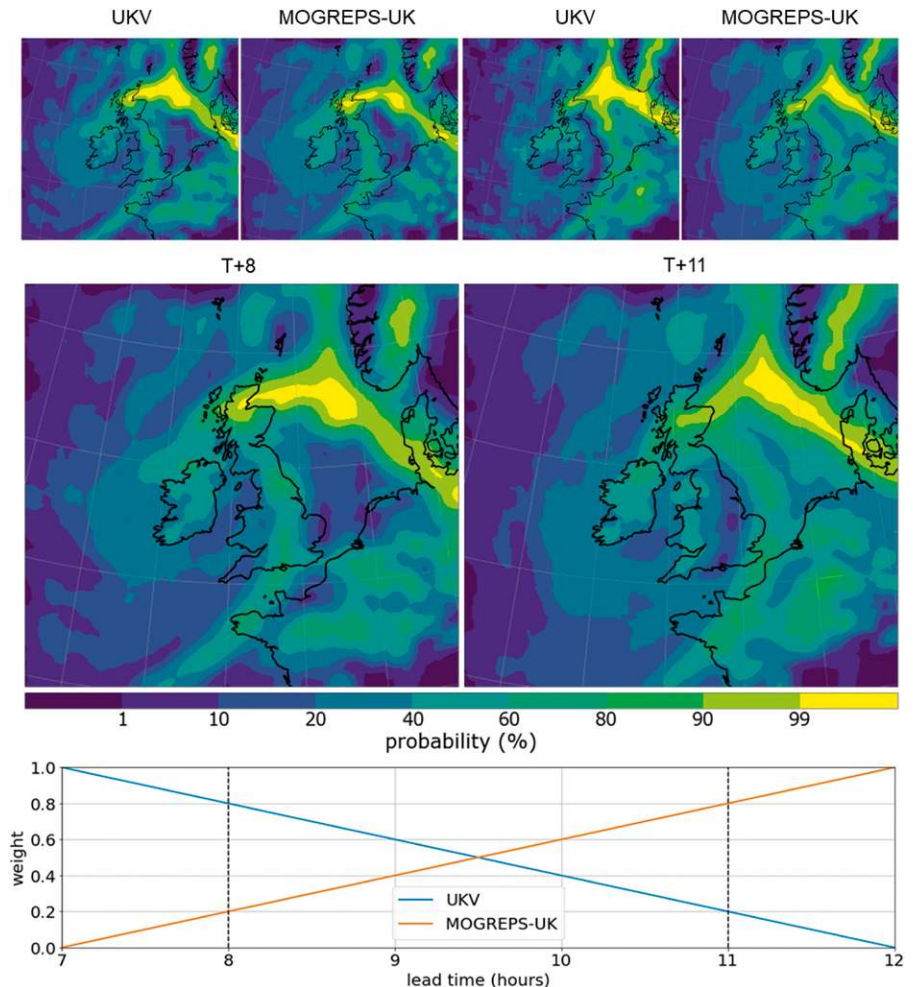 UKV MOGREPS-UK UKV MOGREPS-UK
T+8 T+11
1 10 20 40 60 80 90 99
probability (%)
1.0
0.8
0.6
0.4
0.2
0.0
weight
UKV
MOGREPS-UK
7 8 9 10 11 12
lead time (hours)